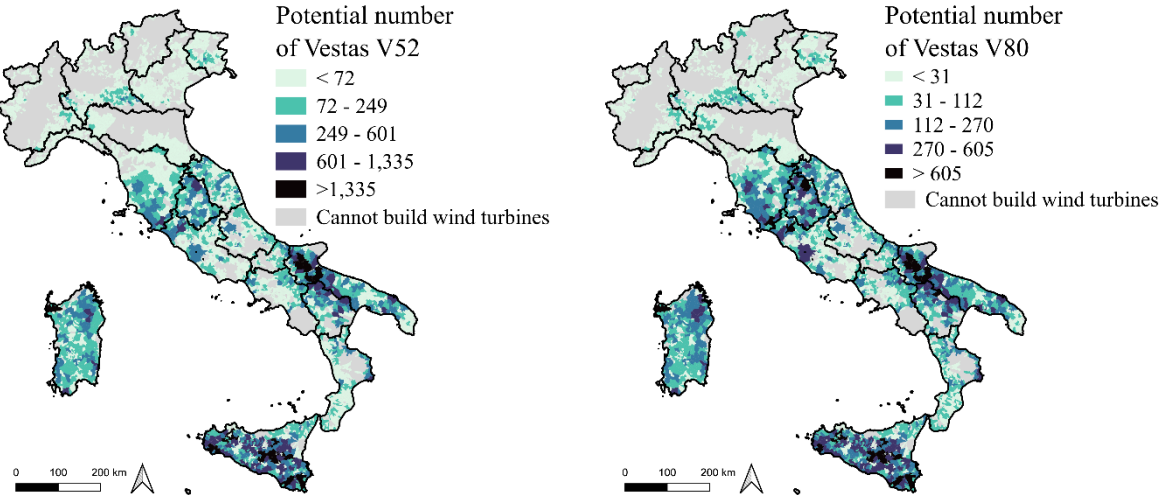 Potential number
of Vestas V52
< 72
72 - 249
249 - 601
601 - 1,335
>1,335
Cannot build wind turbines
0 100 200 km
Potential number
of Vestas V80
< 31
31 - 112
112 - 270
270 - 605
> 605
Cannot build wind turbines
0 100 200 km